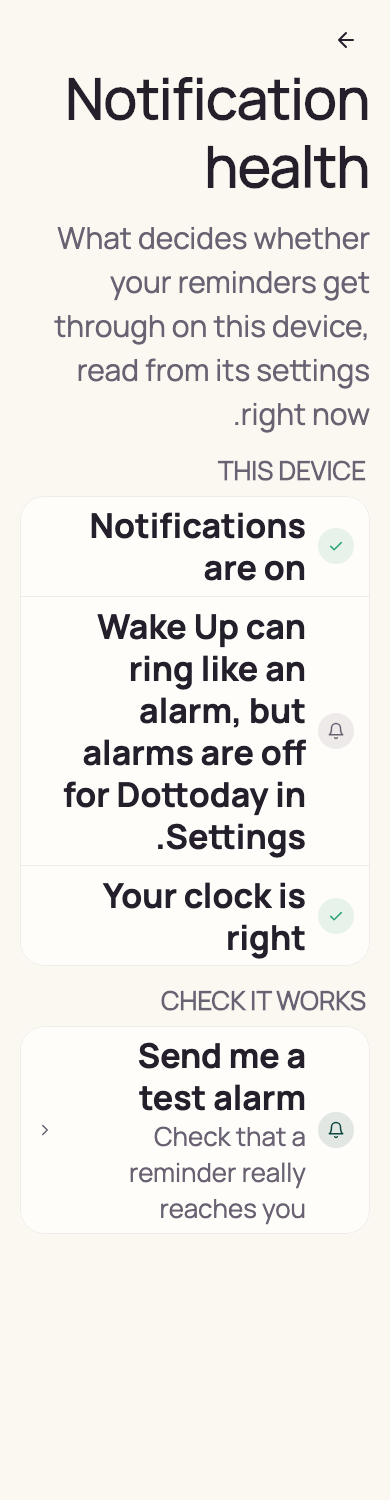 Notification
health
What decides whether
your reminders get
through on this device,
read from its settings
.right now
THIS DEVICE
Notifications
are on
Wake Up can
ring like an
alarm, but
alarms are off
for Dottoday in
.Settings
Your clock is
right
CHECK IT WORKS
Send me a
test alarm
Check that a
reminder really
reaches you